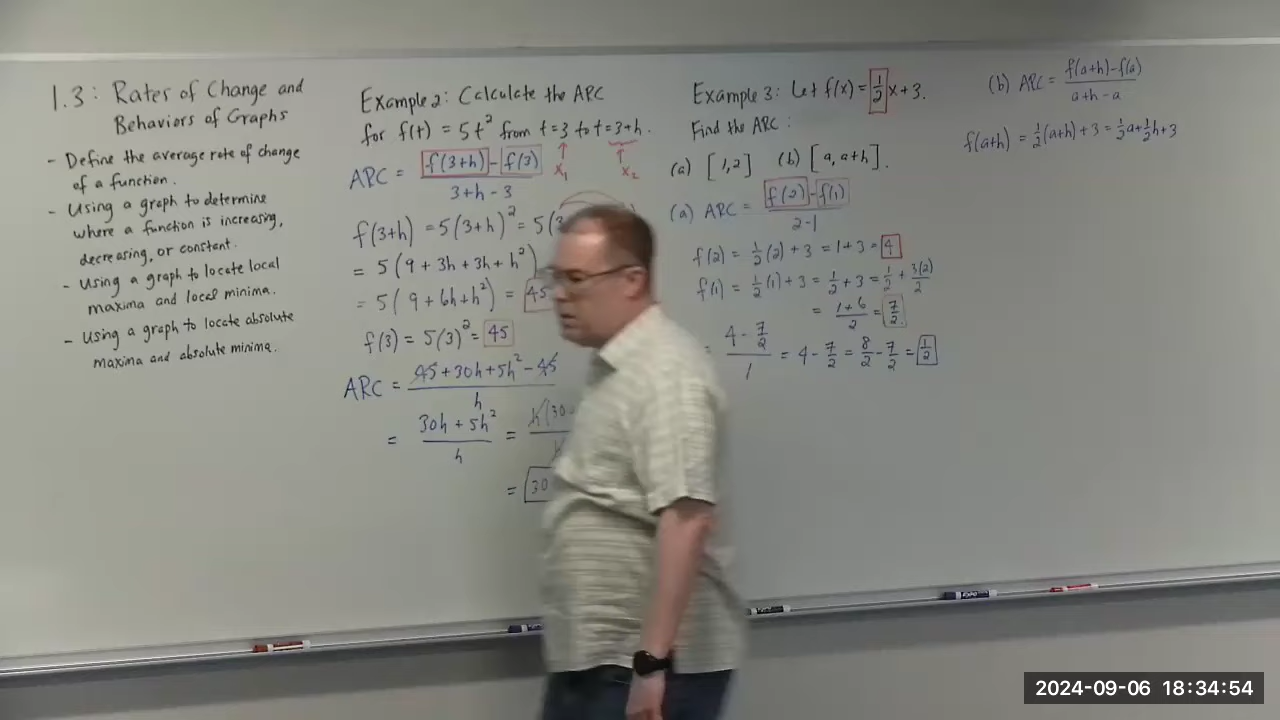 1.3: Rates of Change and
Behaviors of Graphs
- Define the average rate of change
of a function.
- Using a graph to determine
where a function is increasing,
decreasing, or constant.
- Using a graph to locate local
maxima and local minima.
- Using a graph to locate absolute
maxima and absolute minima.
Example 2: Calculate the ARC
for f(t) = 5t² from t=3 to t=3+h.
x₁ x₂
ARC = f(3+h) - f(3) / 3+h-3
f(3+h) = 5(3+h)² = 5(3
= 5(9+3h+3h+h²)
= 5(9+6h+h²) = 45
f(3) = 5(3)² = 45
ARC = 45+30h+5h²-45 / h
= 30h+5h² / h = h(30 / h
= 30
Example 3: Let f(x) = 1/2 x+3.
Find the ARC:
(a) [1,2] (b) [a, a+h].
(a) ARC = f(2) - f(1) / 2-1
f(2) = 1/2(2)+3 = 1+3 = 4
f(1) = 1/2(1)+3 = 1/2+3 = 1/2 + 3(2)/2
= 1+6/2 = 7/2.
= 4 - 7/2 / 1 = 4 - 7/2 = 8/2 - 7/2 = 1/2
(b) ARC = f(a+h)-f(a) / a+h-a
f(a+h) = 1/2(a+h)+3 = 1/2a+1/2h+3
EXPO
2024-09-06 18:34:54